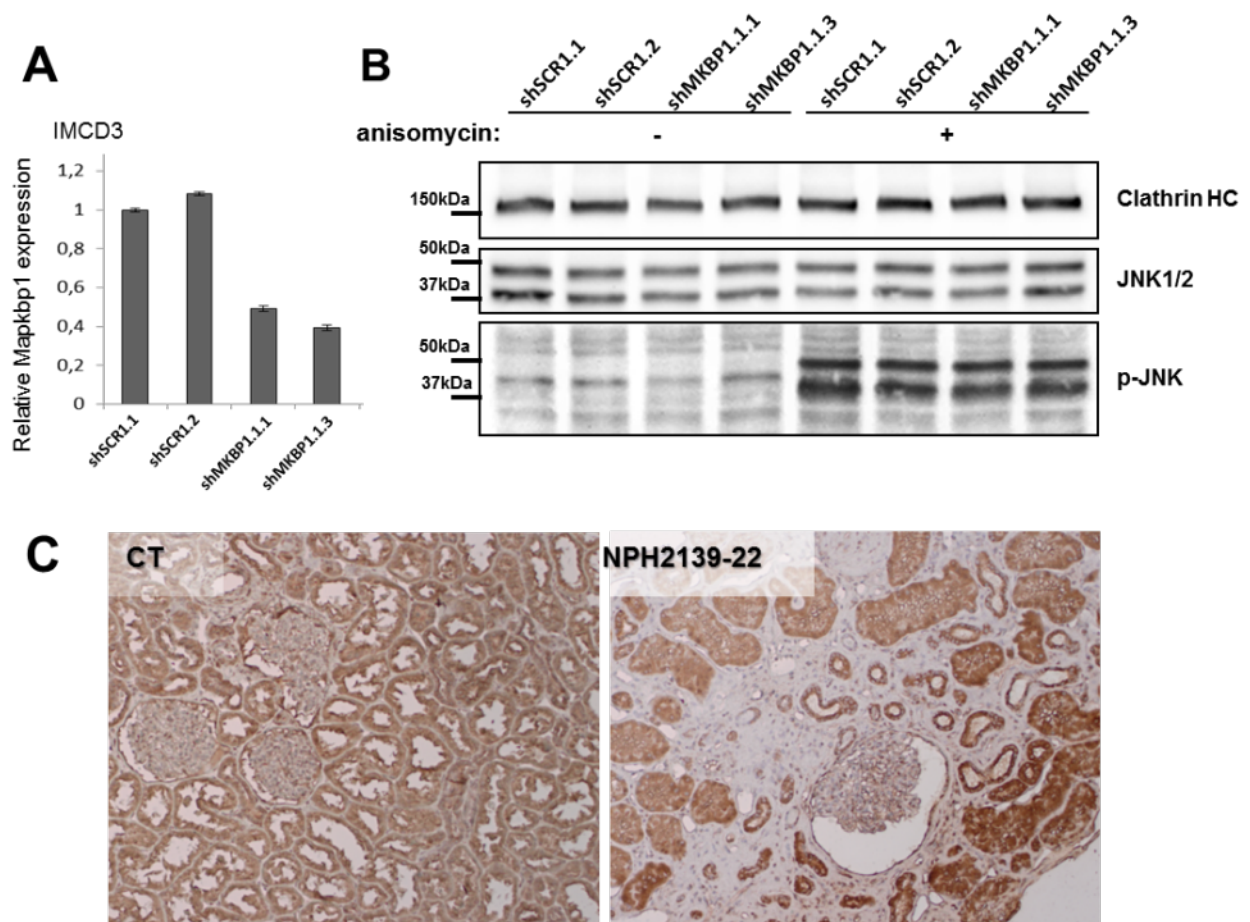 A
IMCD3
Relative Mapkbp1 expression
1,2
1
0,8
0,6
0,4
0,2
0
shSCR1.1
shSCR1.2
shMKBP1.1.1
shMKBP1.1.3
B
shSCR1.1 shSCR1.2 shMKBP1.1.1 shMKBP1.1.3 shSCR1.1 shSCR1.2 shMKBP1.1.1 shMKBP1.1.3
anisomycin: - +
150kDa Clathrin HC
50kDa
37kDa JNK1/2
50kDa
37kDa p-JNK
C
CT
NPH2139-22